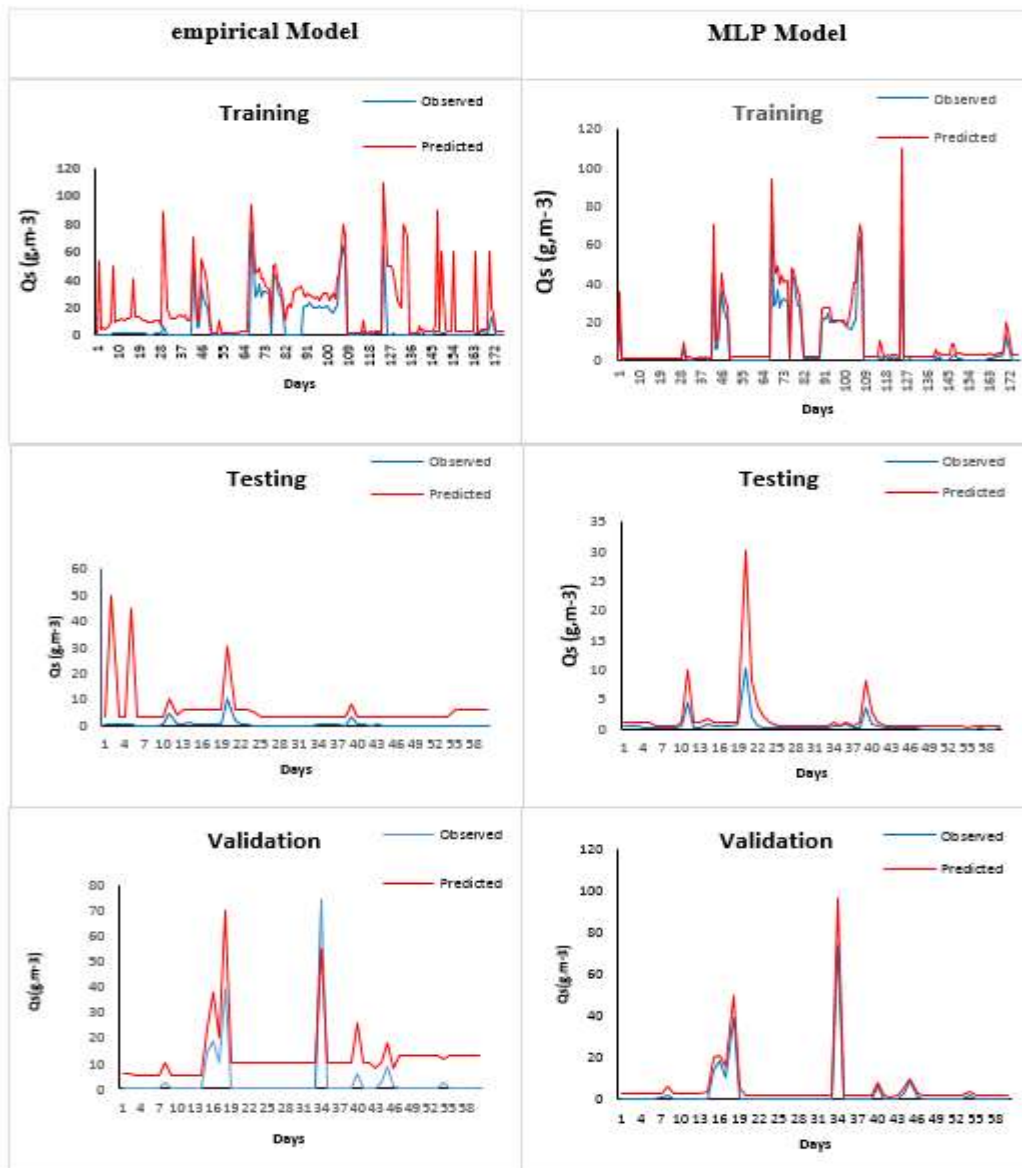 empirical Model
MLP Model
Training
Observed
Predicted
Qs (g,m-3)
120
100
80
60
40
20
0
1 10 19 28 37 46 55 64 73 82 91 100 109 118 127 136 145 154 163 172
Days
Training
Observed
Predicted
Qs (g,m-3)
120
100
80
60
40
20
0
1 10 19 28 37 46 55 64 73 82 91 100 109 118 127 136 145 154 163 172
Days
Testing
Observed
Predicted
Qs (g,m-3)
60
50
40
30
20
10
0
1 4 7 10 13 16 19 22 25 28 31 34 37 40 43 46 49 52 55 58
Days
Testing
Observed
Predicted
Qs (g,m-3)
35
30
25
20
15
10
5
0
1 4 7 10 13 16 19 22 25 28 31 34 37 40 43 46 49 52 55 58
Days
Validation
Observed
Predicted
Qs(g,m-3)
80
70
60
50
40
30
20
10
0
1 4 7 10 13 16 19 22 25 28 31 34 37 40 43 46 49 52 55 58
Days
Validation
Observed
Predicted
Qs(g,m-3)
120
100
80
60
40
20
0
1 4 7 10 13 16 19 22 25 28 31 34 37 40 43 46 49 52 55 58
Days